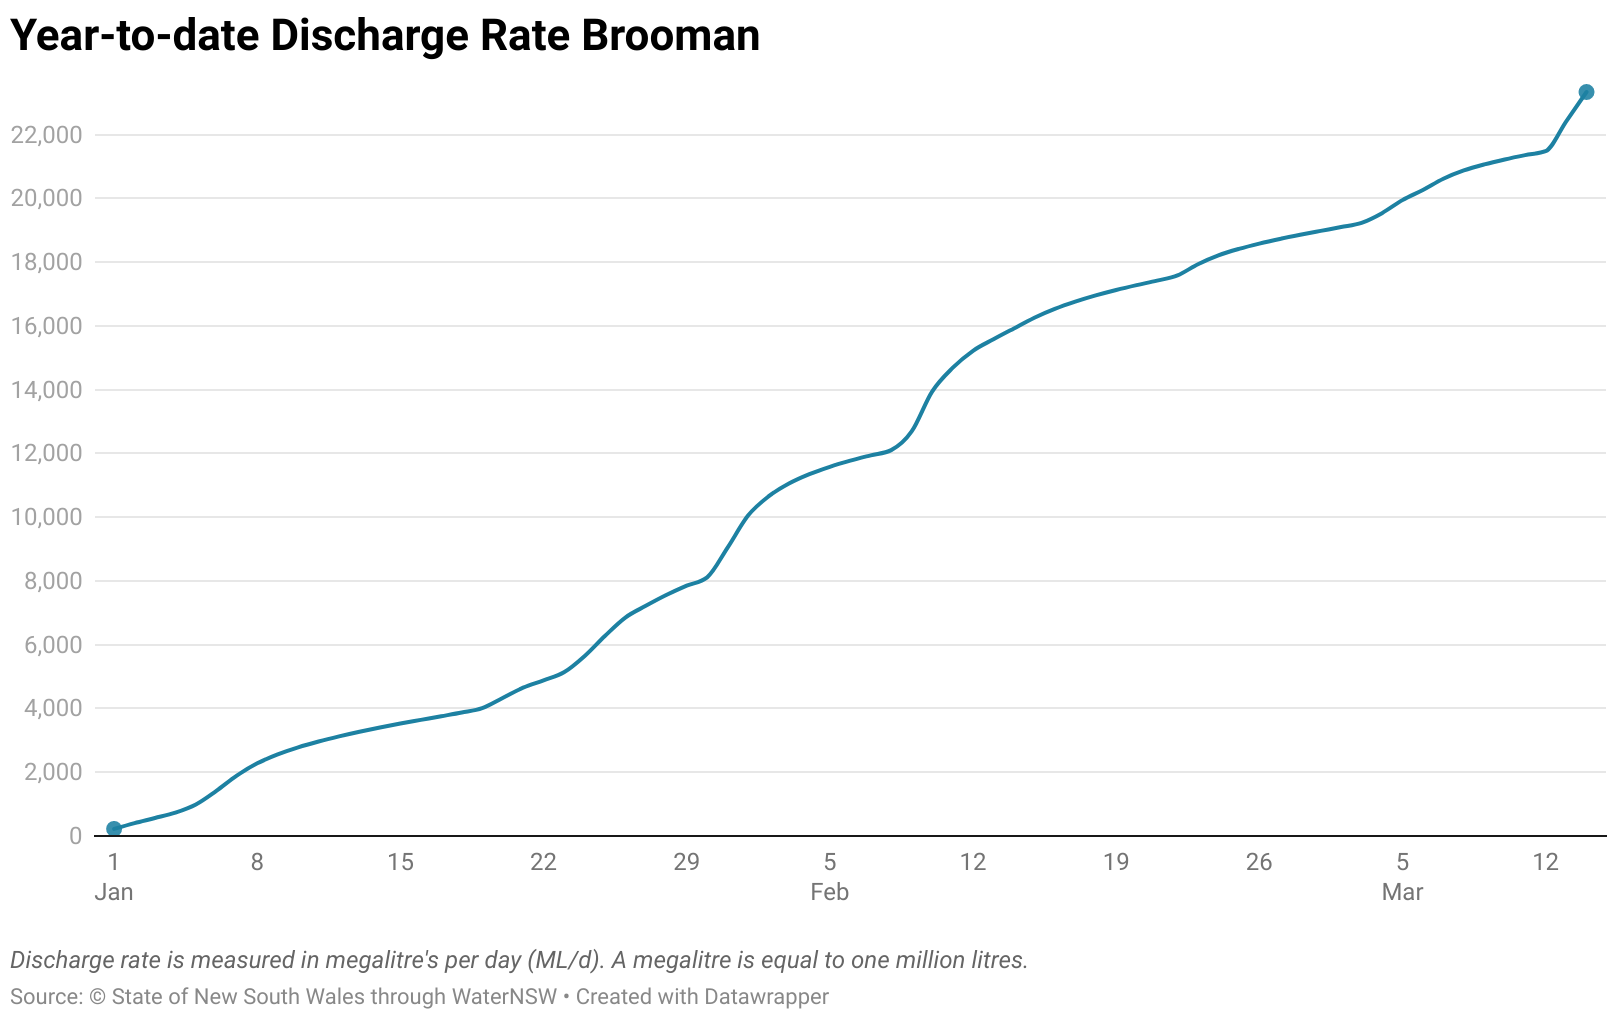 Year-to-date Discharge Rate Brooman
22,000
20,000
18,000
16,000
14,000
12,000
10,000
8,000
6,000
4,000
2,000
0
1 8 15 22 29 5 12 19 26 5 12
Jan Feb Mar
Discharge rate is measured in megalitre's per day (ML/d). A megalitre is equal to one million litres.
Source: © State of New South Wales through WaterNSW • Created with Datawrapper